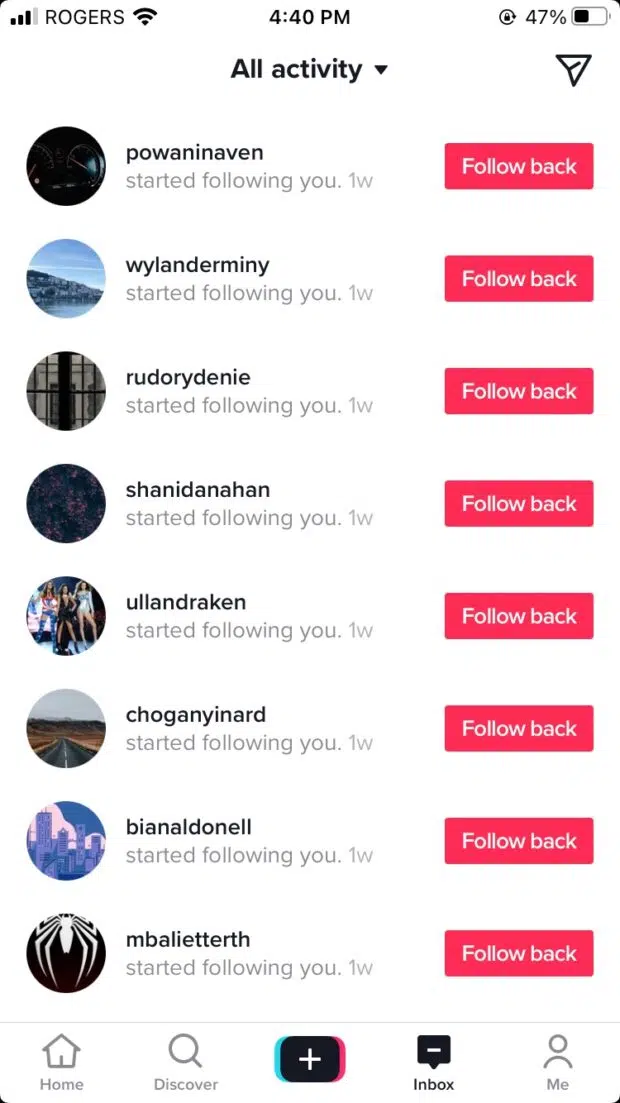 ROGERS 4:40 PM 47%
All activity
powaninaven
started following you. 1w
Follow back
wylanderminy
started following you. 1w
Follow back
rudorydenie
started following you. 1w
Follow back
shanidanahan
started following you. 1w
Follow back
ullandraken
started following you. 1w
Follow back
choganyinard
started following you. 1w
Follow back
bianaldonell
started following you. 1w
Follow back
mbalietterth
started following you. 1w
Follow back
Home Discover Inbox Me